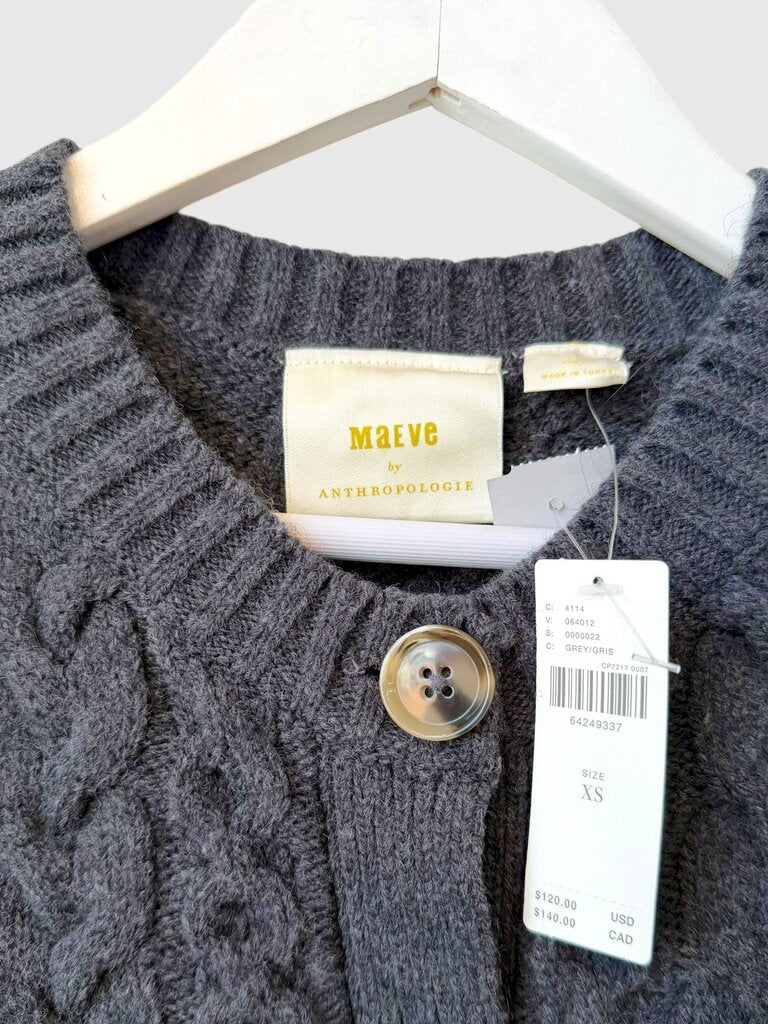 MaEve
by
ANTHROPOLOGIE
MADE IN TURKEY
C: 4114
V: 064012
S: 0000022
C: GREY/GRIS
CP7217 0007
64249337
SIZE
XS
$120.00 USD
$140.00 CAD